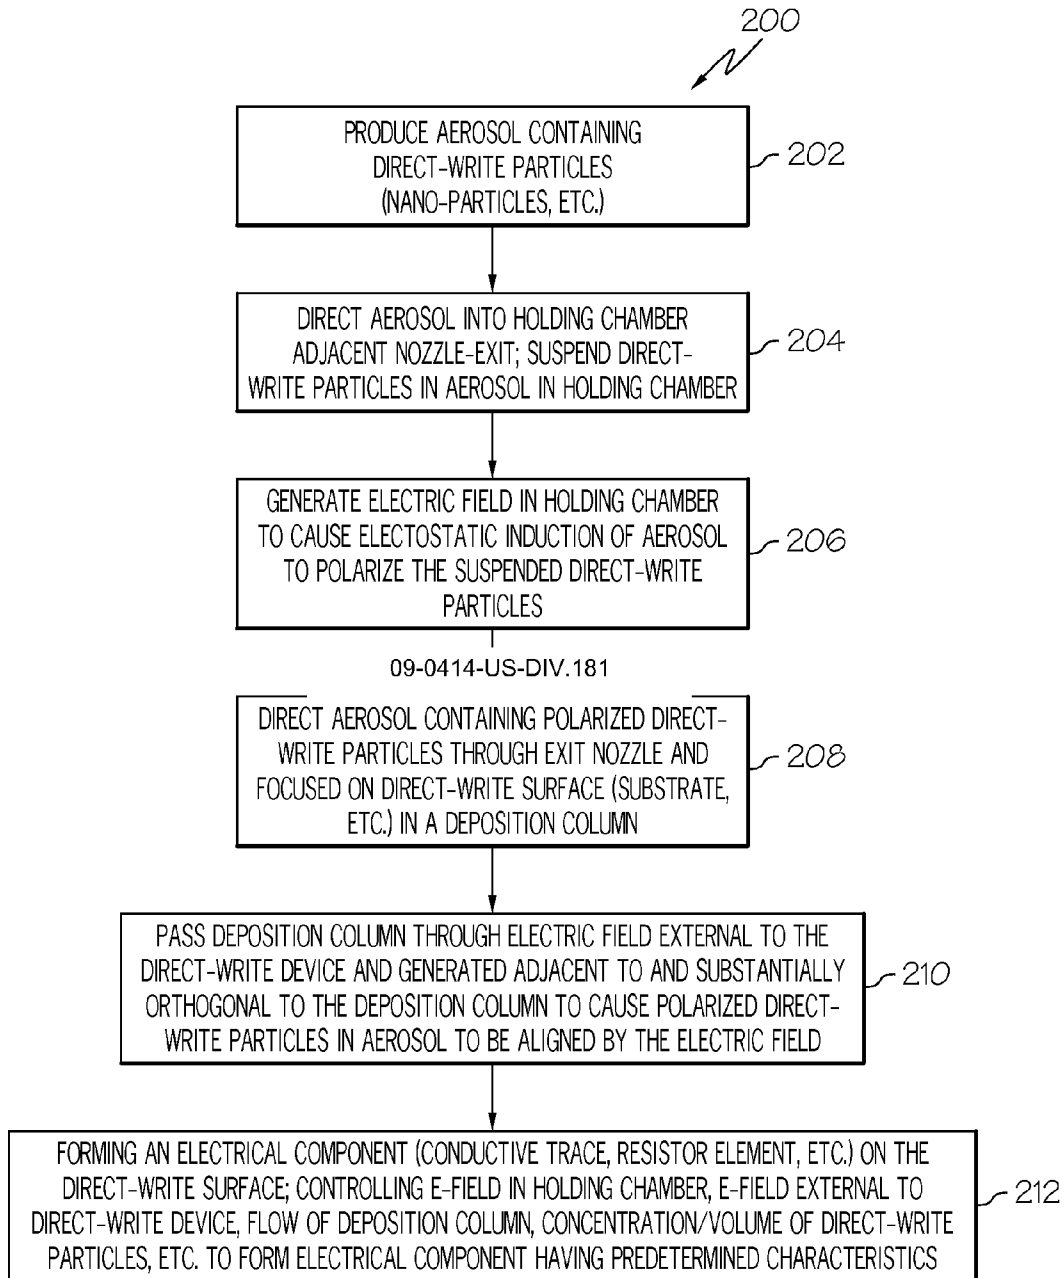 200
PRODUCE AEROSOL CONTAINING
DIRECT-WRITE PARTICLES
(NANO-PARTICLES, ETC.)
202
DIRECT AEROSOL INTO HOLDING CHAMBER
ADJACENT NOZZLE-EXIT; SUSPEND DIRECT-
WRITE PARTICLES IN AEROSOL IN HOLDING CHAMBER
204
GENERATE ELECTRIC FIELD IN HOLDING CHAMBER
TO CAUSE ELECTOSTATIC INDUCTION OF AEROSOL
TO POLARIZE THE SUSPENDED DIRECT-WRITE
PARTICLES
206
09-0414-US-DIV.181
DIRECT AEROSOL CONTAINING POLARIZED DIRECT-
WRITE PARTICLES THROUGH EXIT NOZZLE AND
FOCUSED ON DIRECT-WRITE SURFACE (SUBSTRATE,
ETC.) IN A DEPOSITION COLUMN
208
PASS DEPOSITION COLUMN THROUGH ELECTRIC FIELD EXTERNAL TO THE
DIRECT-WRITE DEVICE AND GENERATED ADJACENT TO AND SUBSTANTIALLY
ORTHOGONAL TO THE DEPOSITION COLUMN TO CAUSE POLARIZED DIRECT-
WRITE PARTICLES IN AEROSOL TO BE ALIGNED BY THE ELECTRIC FIELD
210
FORMING AN ELECTRICAL COMPONENT (CONDUCTIVE TRACE, RESISTOR ELEMENT, ETC.) ON THE
DIRECT-WRITE SURFACE; CONTROLLING E-FIELD IN HOLDING CHAMBER, E-FIELD EXTERNAL TO
DIRECT-WRITE DEVICE, FLOW OF DEPOSITION COLUMN, CONCENTRATION/VOLUME OF DIRECT-WRITE
PARTICLES, ETC. TO FORM ELECTRICAL COMPONENT HAVING PREDETERMINED CHARACTERISTICS
212